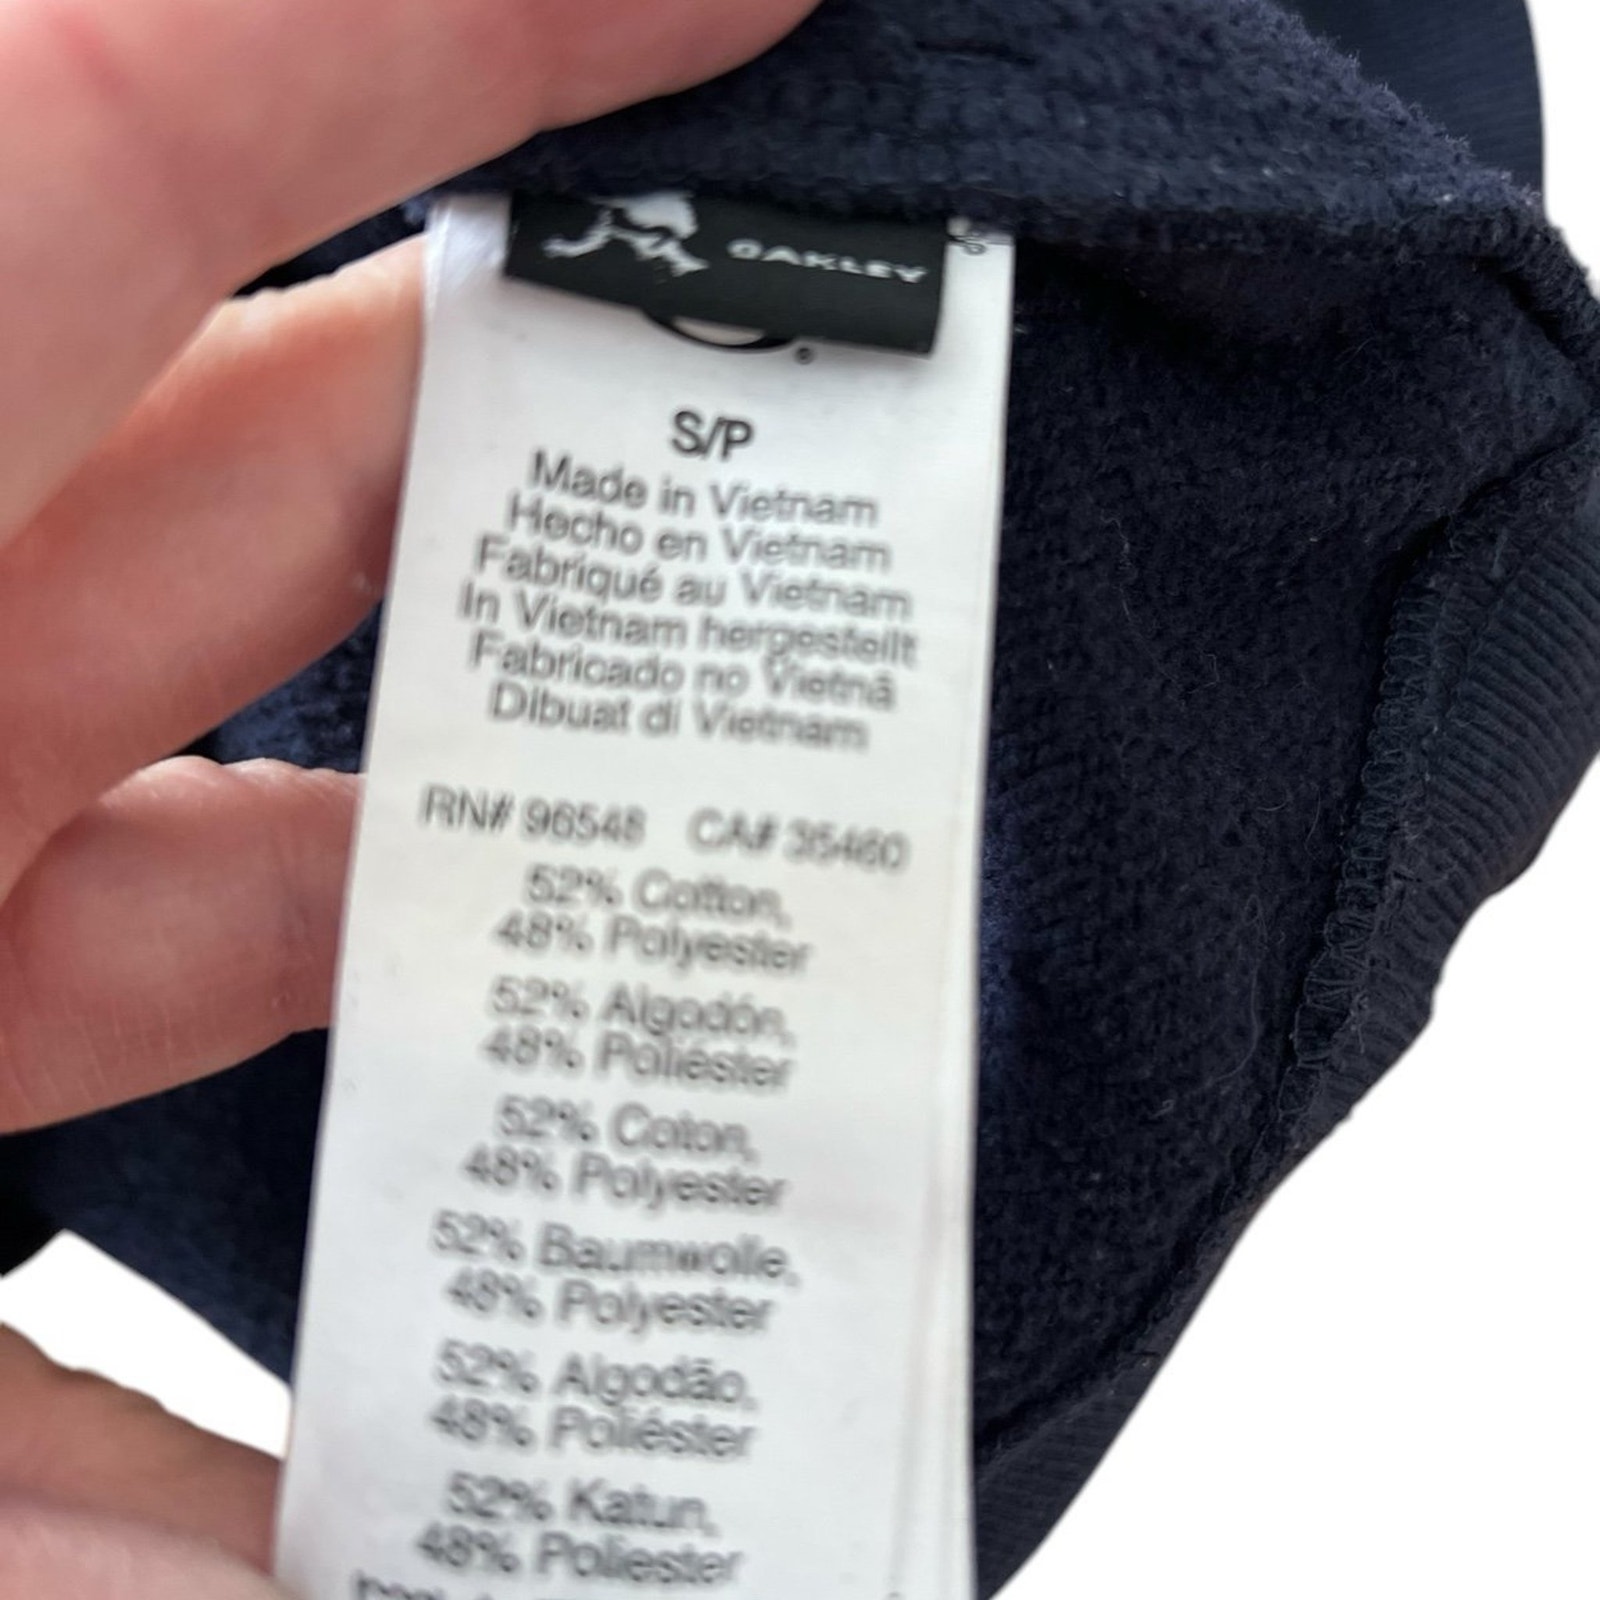 OAKLEY
®
S/P
Made in Vietnam
Hecho en Vietnam
Fabriqué au Vietnam
In Vietnam hergestellt
Fabricado no Vietnã
Dibuat di Vietnam
RN# 96548 CA# 35460
52% Cotton,
48% Polyester
52% Algodón,
48% Poliéster
52% Coton,
48% Polyester
52% Baumwolle,
48% Polyester
52% Algodão,
48% Poliéster
52% Katun,
48% Poliester